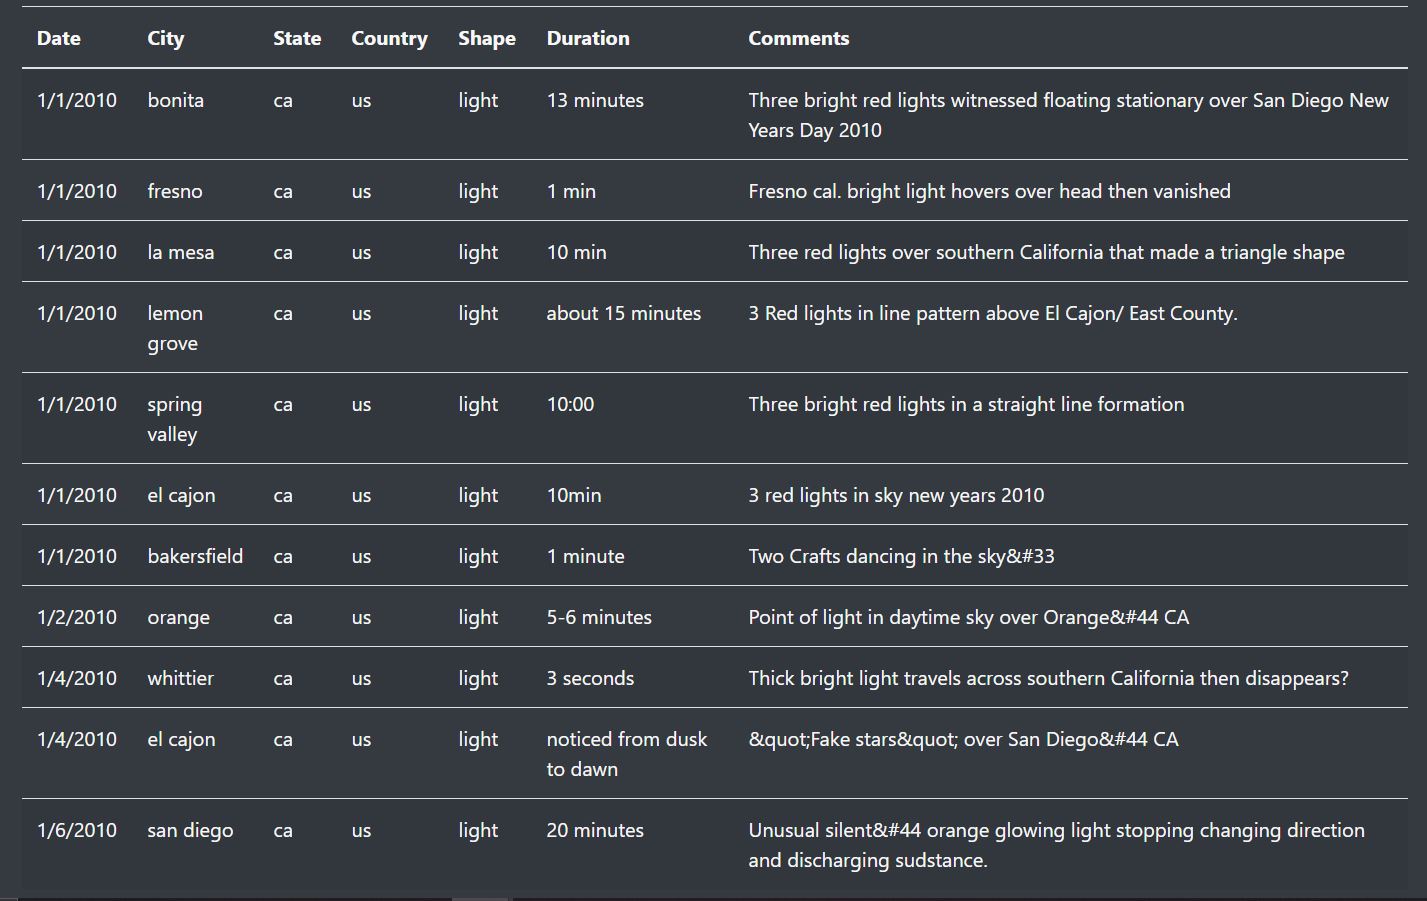 Date City State Country Shape Duration Comments
1/1/2010 bonita ca us light 13 minutes Three bright red lights witnessed floating stationary over San Diego New
Years Day 2010
1/1/2010 fresno ca us light 1 min Fresno cal. bright light hovers over head then vanished
1/1/2010 la mesa ca us light 10 min Three red lights over southern California that made a triangle shape
1/1/2010 lemon ca us light about 15 minutes 3 Red lights in line pattern above El Cajon/ East County.
grove
1/1/2010 spring ca us light 10:00 Three bright red lights in a straight line formation
valley
1/1/2010 el cajon ca us light 10min 3 red lights in sky new years 2010
1/1/2010 bakersfield ca us light 1 minute Two Crafts dancing in the sky&#33
1/2/2010 orange ca us light 5-6 minutes Point of light in daytime sky over Orange&#44 CA
1/4/2010 whittier ca us light 3 seconds Thick bright light travels across southern California then disappears?
1/4/2010 el cajon ca us light noticed from dusk &quot;Fake stars&quot; over San Diego&#44 CA
to dawn
1/6/2010 san diego ca us light 20 minutes Unusual silent&#44 orange glowing light stopping changing direction
and discharging sudstance.